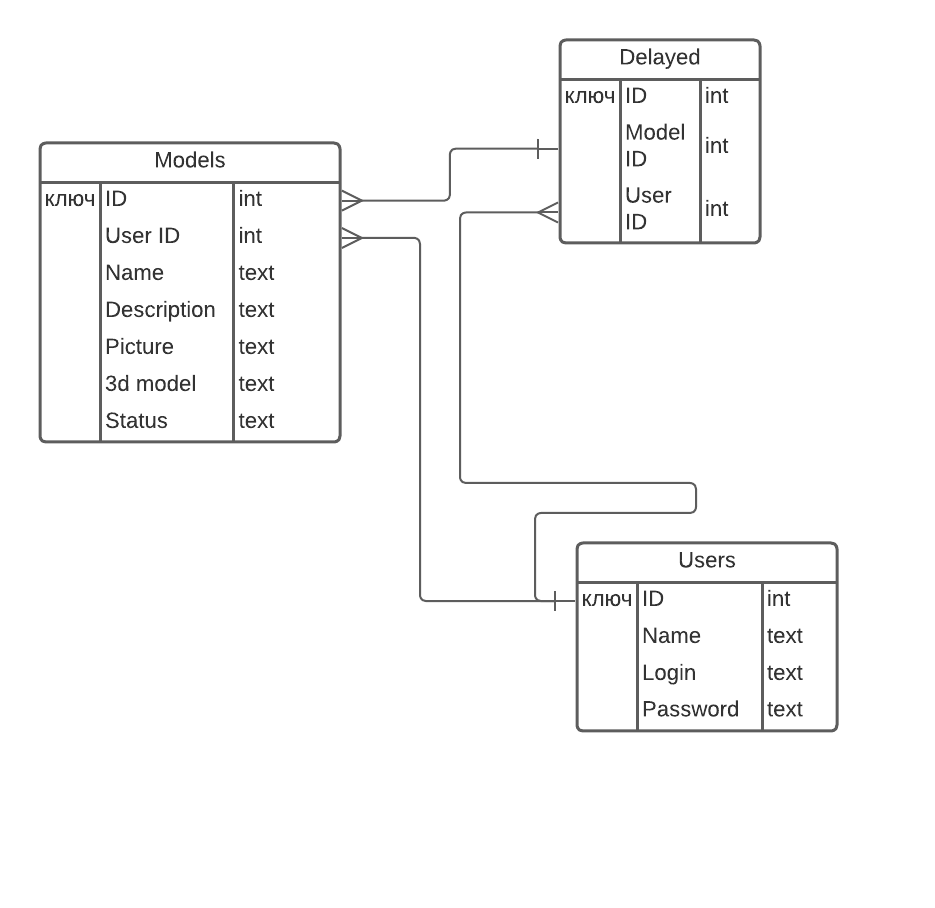 Delayed
ключ ID int
Model
ID int
User
ID int
Models
ключ ID int
User ID int
Name text
Description text
Picture text
3d model text
Status text
Users
ключ ID int
Name text
Login text
Password text